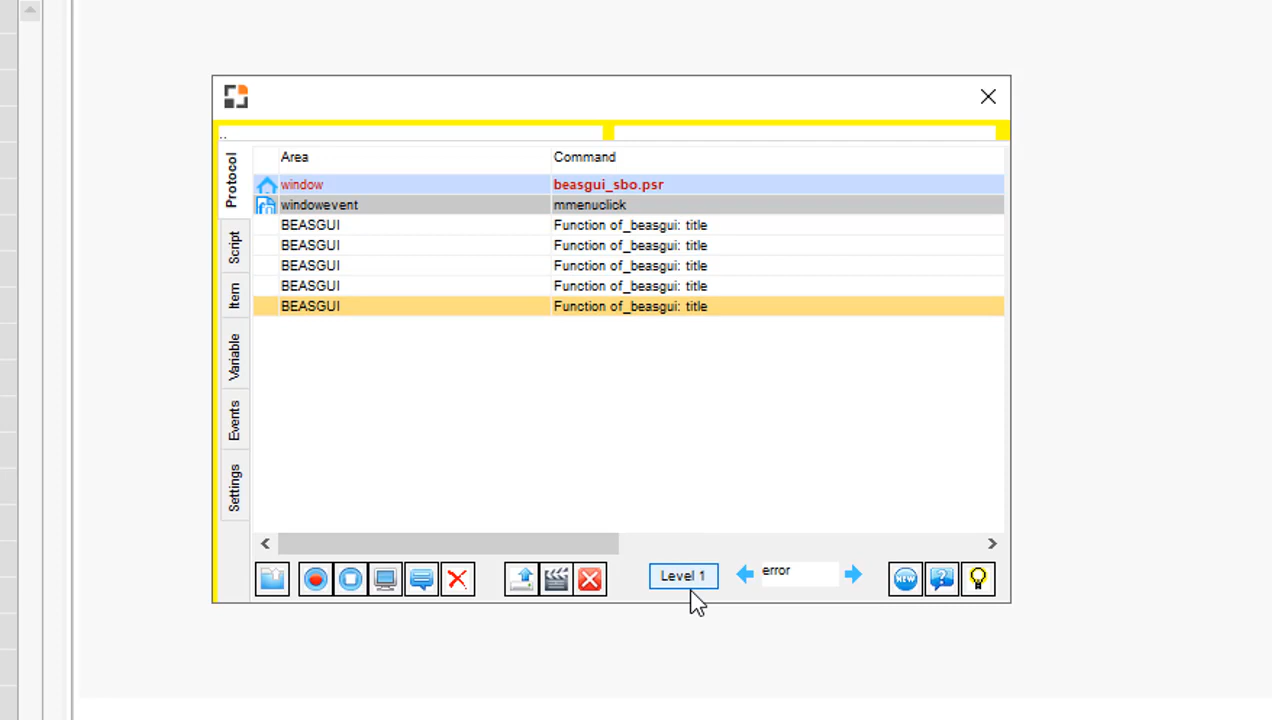 ..
Protocol
Script
Item
Variable
Events
Settings
Area Command
window beasgui_sbo.psr
windowevent mmenuclick
BEASGUI Function of_beasgui: title
BEASGUI Function of_beasgui: title
BEASGUI Function of_beasgui: title
BEASGUI Function of_beasgui: title
BEASGUI Function of_beasgui: title
Level 1 error NEW